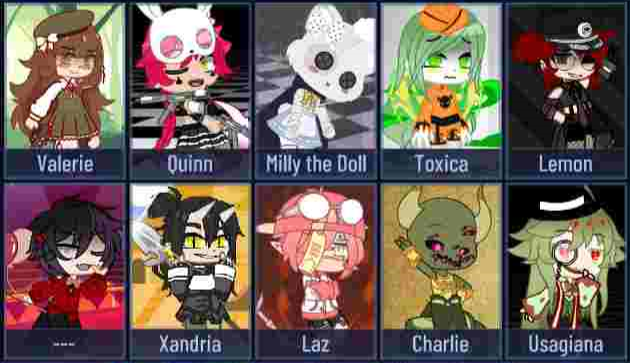 Valerie
Quinn
Milly the Doll
Toxica
Lemon
----
Xandria
Laz
Charlie
Usagiana